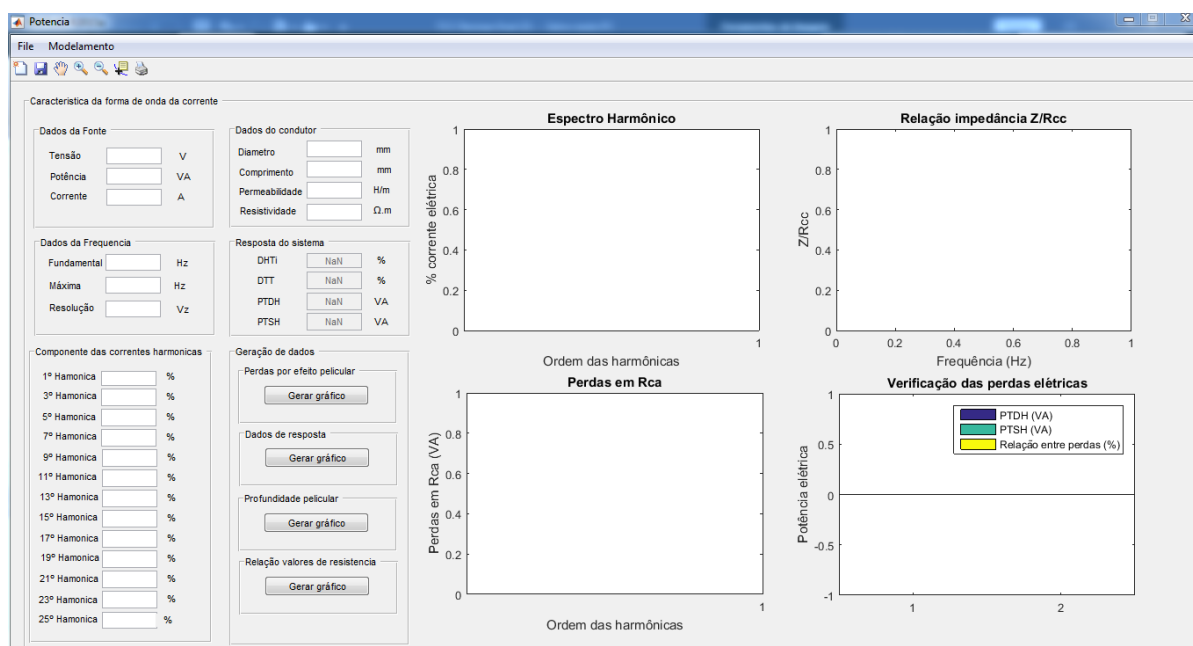 Potencia
File Modelamento
Caracteristica da forma de onda da corrente
Dados da Fonte
Tensão V
Potência VA
Corrente A
Dados do condutor
Diametro mm
Comprimento mm
Permeabilidade H/m
Resistividade Ω.m
Dados da Frequencia
Fundamental Hz
Máxima Hz
Resolução Vz
Resposta do sistema
DHTi NaN %
DTT NaN %
PTDH NaN VA
PTSH NaN VA
Componente das correntes harmonicas
1º Hamonica %
3º Hamonica %
5º Hamonica %
7º Hamonica %
9º Hamonica %
11º Hamonica %
13º Hamonica %
15º Hamonica %
17º Hamonica %
19º Hamonica %
21º Hamonica %
23º Hamonica %
25º Hamonica %
Geração de dados
Perdas por efeito pelicular
Gerar gráfico
Dados de resposta
Gerar gráfico
Profundidade pelicular
Gerar gráfico
Relação valores de resistencia
Gerar gráfico
Espectro Harmônico
% corrente elétrica
1
0.8
0.6
0.4
0.2
0
1
Ordem das harmônicas
Relação impedância Z/Rcc
Z/Rcc
1
0.8
0.6
0.4
0.2
0
0 0.2 0.4 0.6 0.8 1
Frequência (Hz)
Perdas em Rca
Perdas em Rca (VA)
1
0.8
0.6
0.4
0.2
0
1
Ordem das harmônicas
Verificação das perdas elétricas
Potência elétrica
1
0.5
0
-0.5
-1
1 2
PTDH (VA)
PTSH (VA)
Relação entre perdas (%)